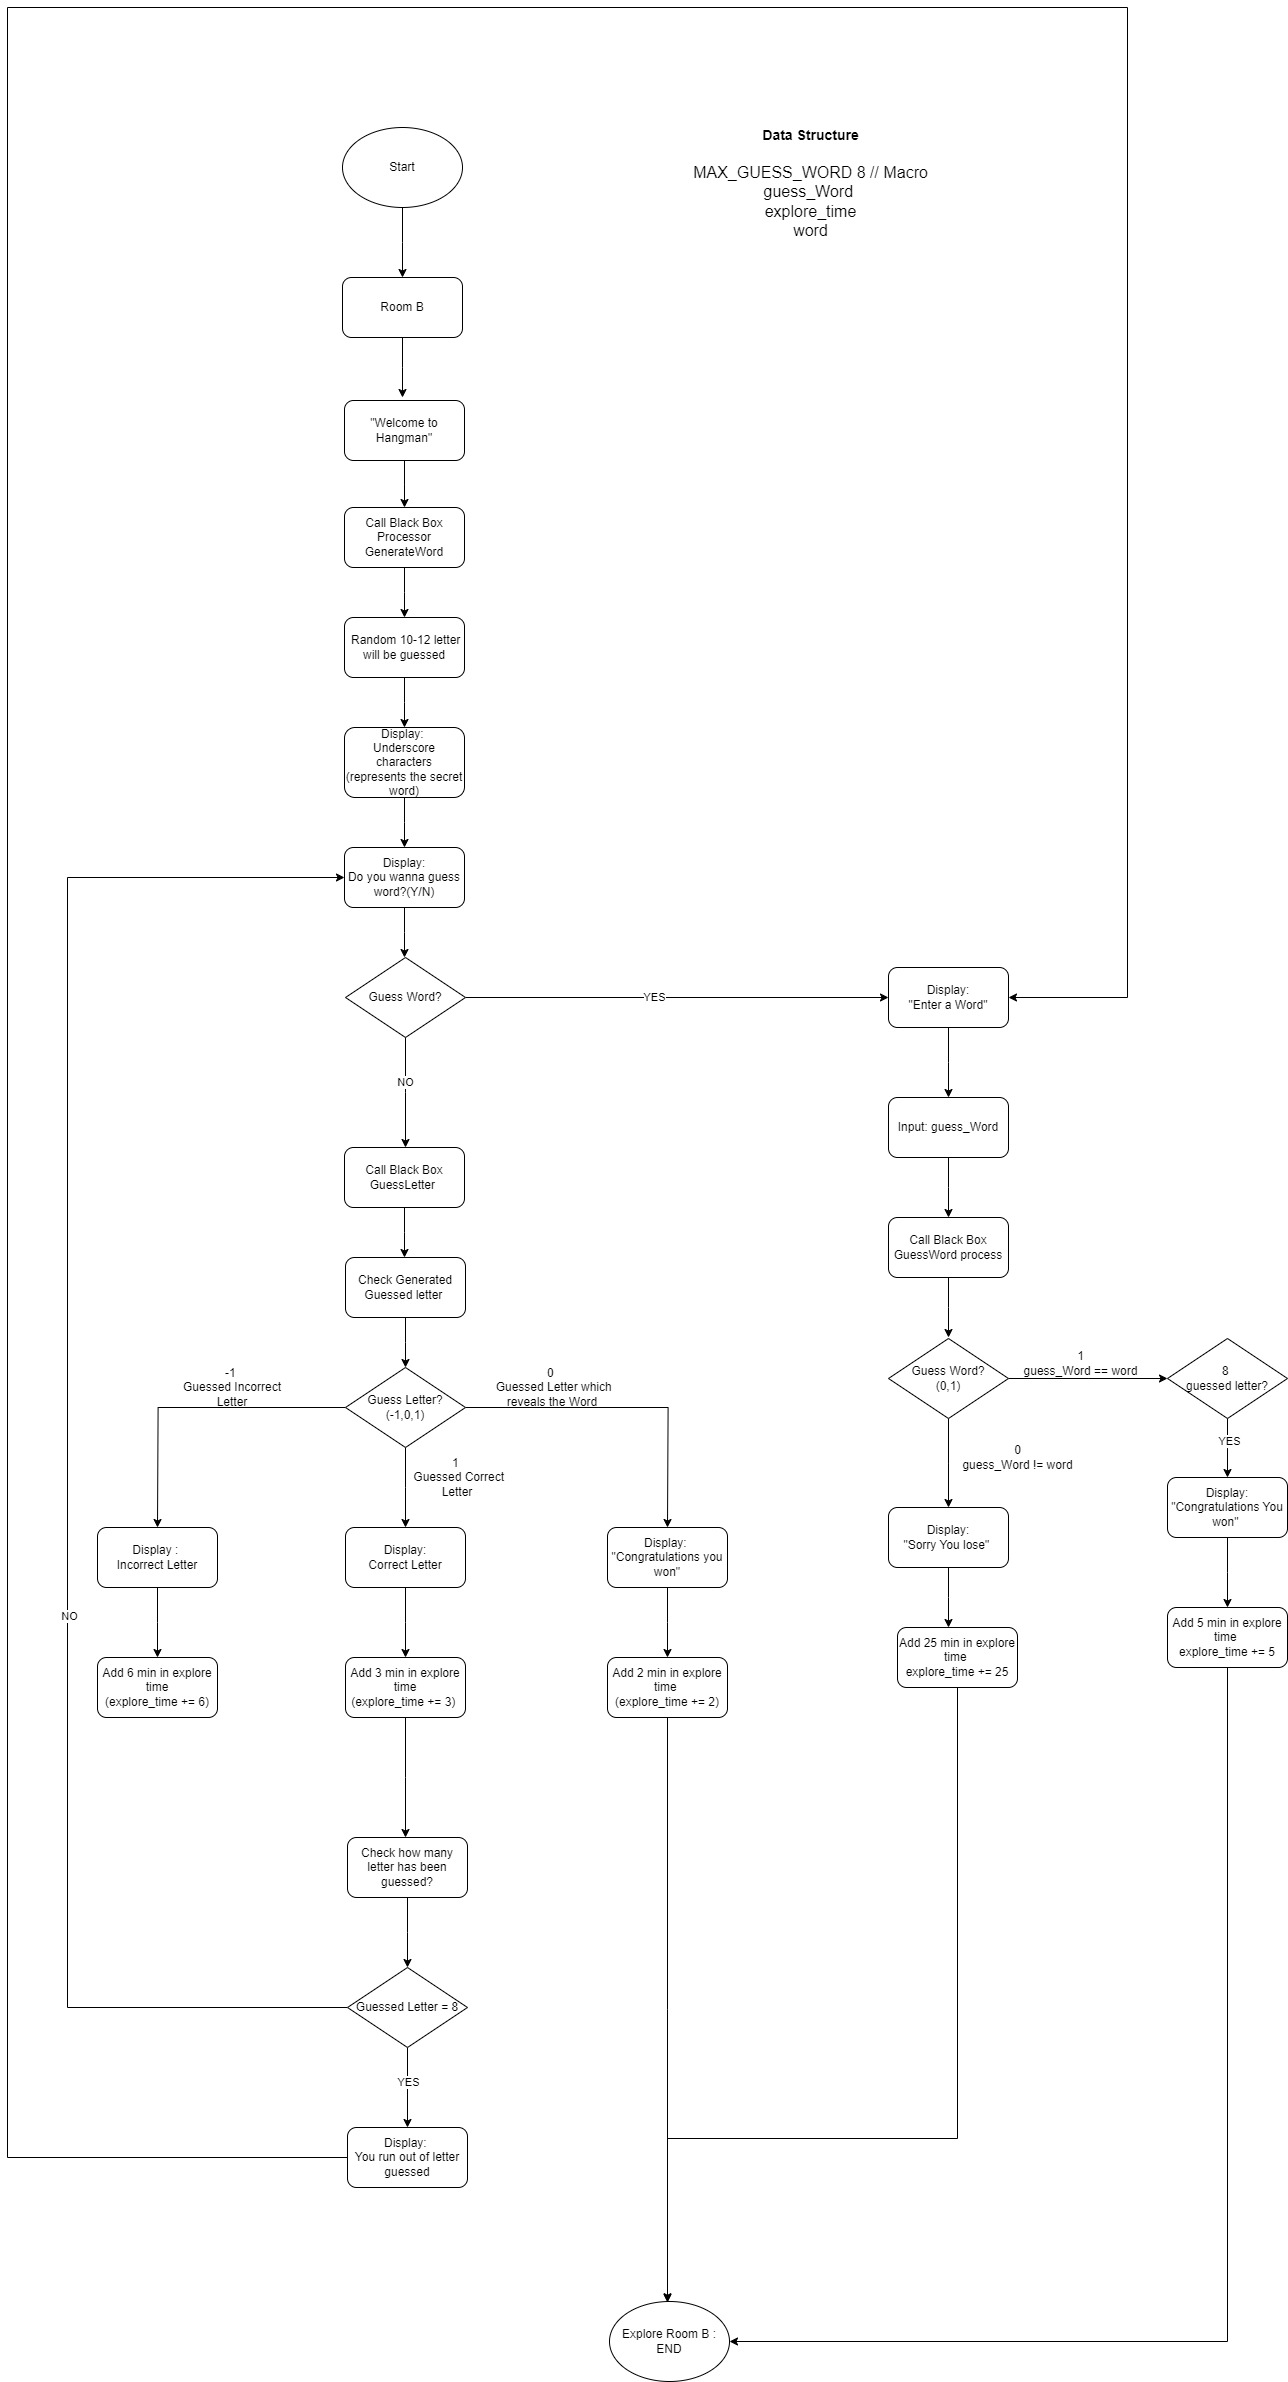 Data Structure
MAX_GUESS_WORD 8 // Macro
guess_Word
explore_time
word
Start
Room B
"Welcome to
Hangman"
Call Black Box
Processor
GenerateWord
Random 10-12 letter
will be guessed
Display:
Underscore
characters
(represents the secret
word)
Display:
Do you wanna guess
word?(Y/N)
Guess Word?
YES
NO
Display:
"Enter a Word"
Input: guess_Word
Call Black Box
GuessLetter
Call Black Box
GuessWord process
Check Generated
Guessed letter
Guess Letter?
(-1,0,1)
-1
Guessed Incorrect
Letter
0
Guessed Letter which
reveals the Word
1
Guessed Correct
Letter
Guess Word?
(0,1)
1
guess_Word == word
8
guessed letter?
YES
0
guess_Word != word
Display :
Incorrect Letter
Display:
Correct Letter
Display:
"Congratulations you
won"
Display:
"Sorry You lose"
Display:
"Congratulations You
won"
NO
Add 6 min in explore
time
(explore_time += 6)
Add 3 min in explore
time
(explore_time += 3)
Add 2 min in explore
time
(explore_time += 2)
Add 25 min in explore
time
explore_time += 25
Add 5 min in explore
time
explore_time += 5
Check how many
letter has been
guessed?
Guessed Letter = 8
YES
Display:
You run out of letter
guessed
Explore Room B :
END